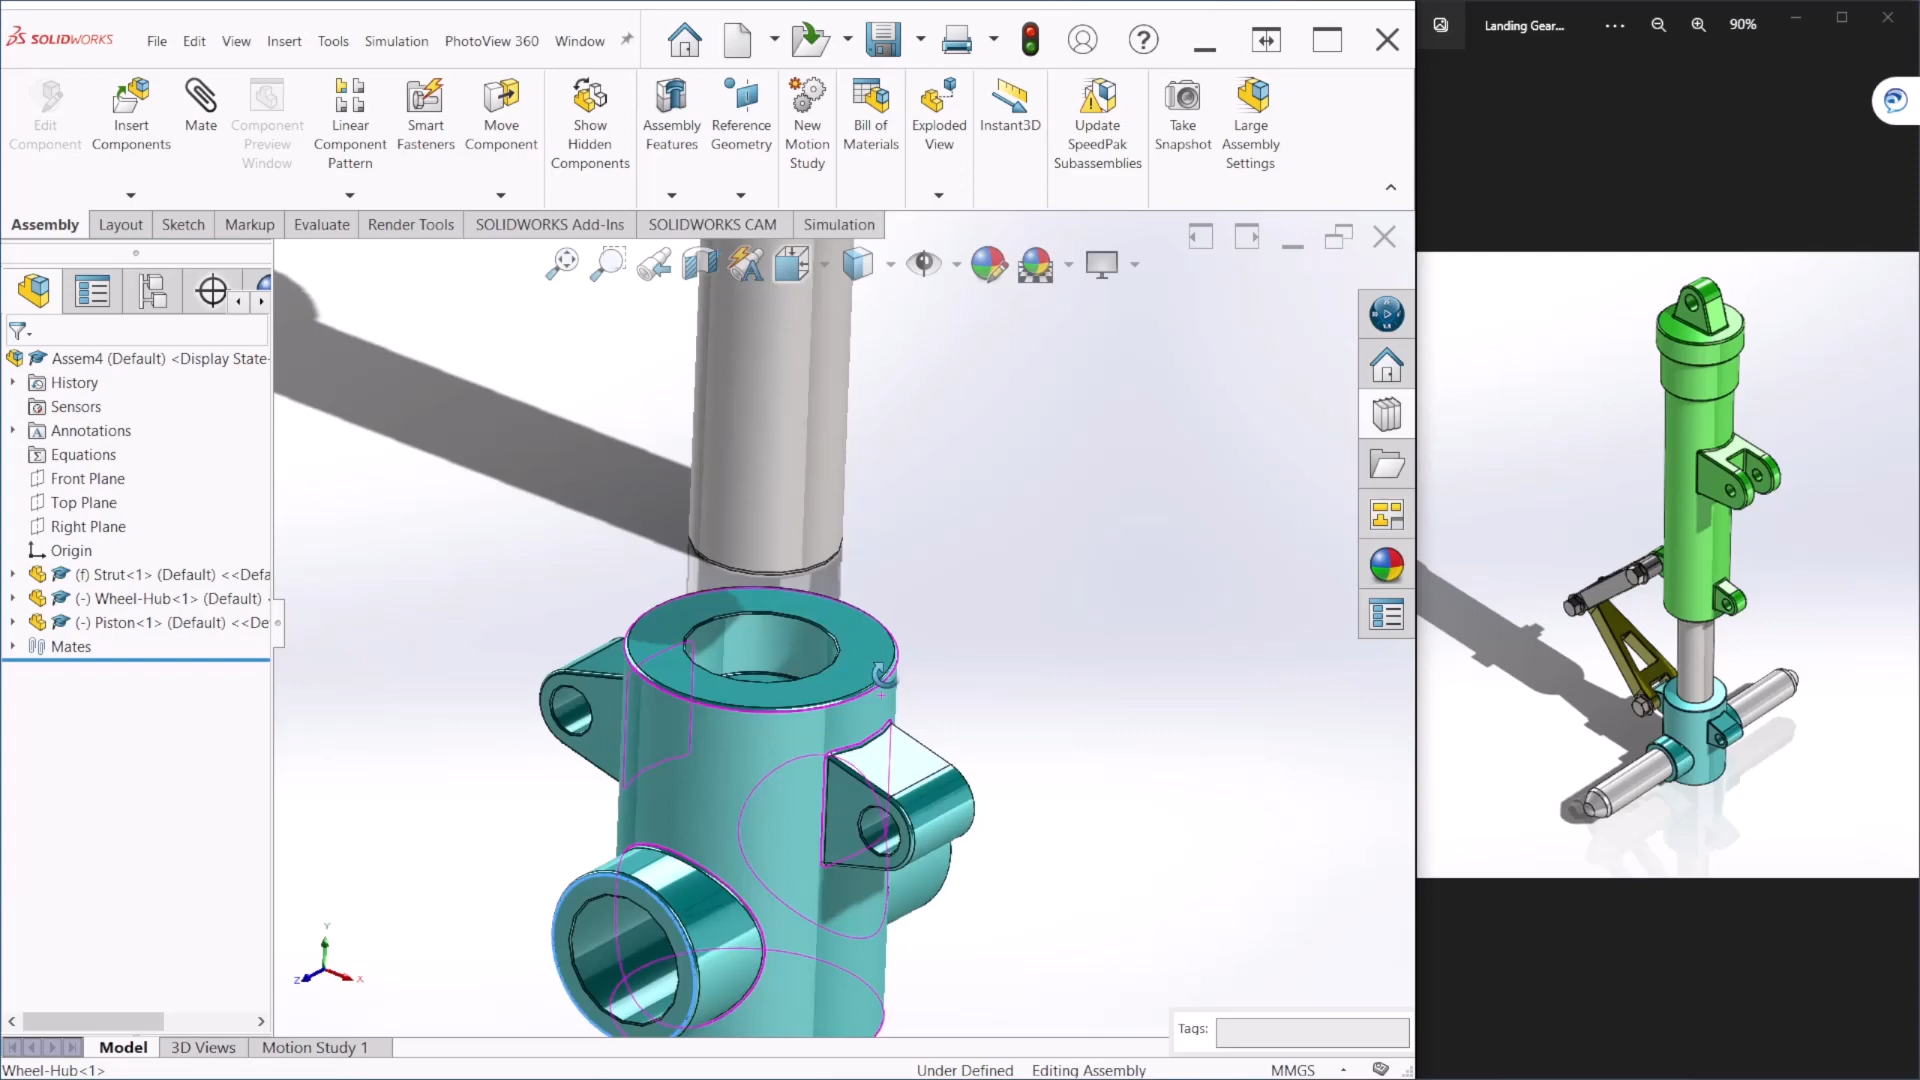 SOLIDWORKS
File Edit View Insert Tools Simulation PhotoView 360 Window
Landing Gear... ... 90%
Edit Component
Insert Components
Mate
Component Preview Window
Linear Component Pattern
Smart Fasteners
Move Component
Show Hidden Components
Assembly Features
Reference Geometry
New Motion Study
Bill of Materials
Exploded View
Instant3D
Update SpeedPak Subassemblies
Take Snapshot
Large Assembly Settings
Assembly Layout Sketch Markup Evaluate Render Tools SOLIDWORKS Add-Ins SOLIDWORKS CAM Simulation
Assem4 (Default) <Display State-
History
Sensors
Annotations
Equations
Front Plane
Top Plane
Right Plane
Origin
(f) Strut<1> (Default) <<Defa
(-) Wheel-Hub<1> (Default)
(-) Piston<1> (Default) <<De
Mates
Y
Z X
Tags:
Model 3D Views Motion Study 1
Wheel-Hub<1> Under Defined Editing Assembly MMGS